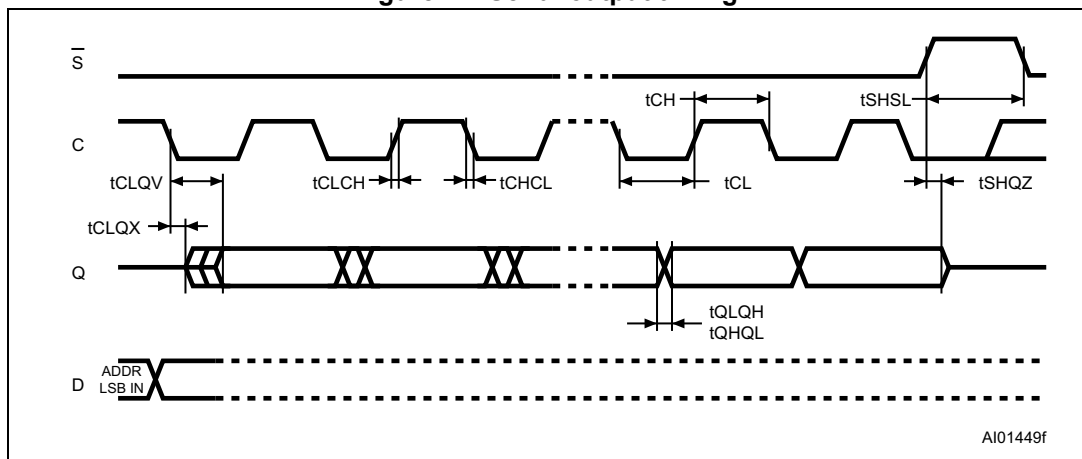 S
tCH
tSHSL
C
tCLQV
tCLCH
tCHCL
tCL
tSHQZ
tCLQX
Q
tQLQH
tQHQL
D
ADDR
LSB IN
AI01449f